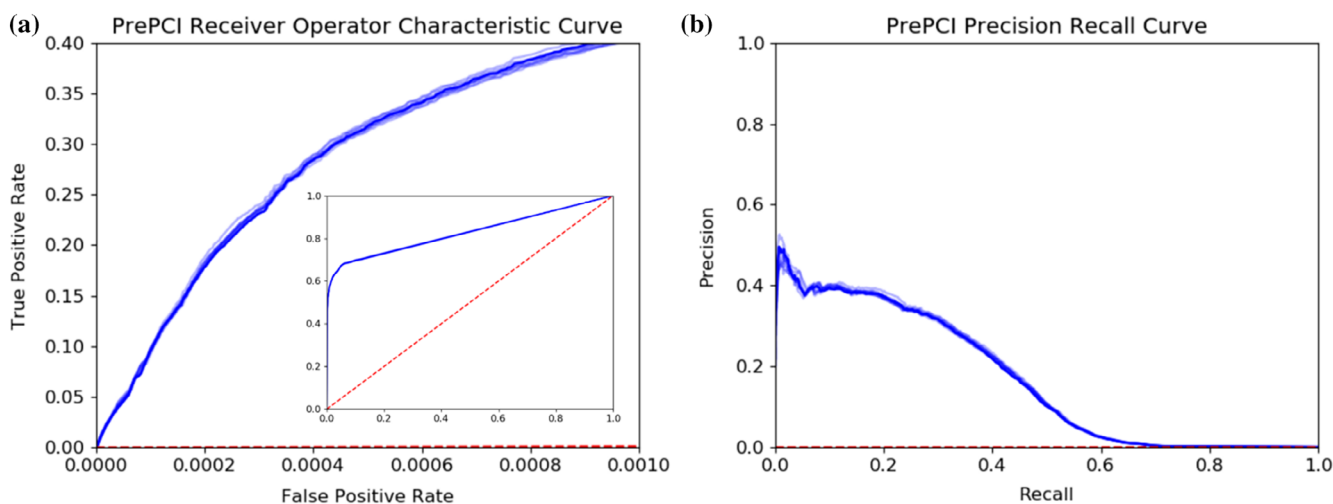 (a)
PrePCI Receiver Operator Characteristic Curve
0.40
0.35
0.30
0.25
0.20
0.15
0.10
0.05
0.00
True Positive Rate
0.0000 0.0002 0.0004 0.0006 0.0008 0.0010
False Positive Rate
1.0
0.8
0.6
0.4
0.2
0.0
0.0 0.2 0.4 0.6 0.8 1.0
(b)
PrePCI Precision Recall Curve
1.0
0.8
0.6
0.4
0.2
0.0
Precision
0.0 0.2 0.4 0.6 0.8 1.0
Recall